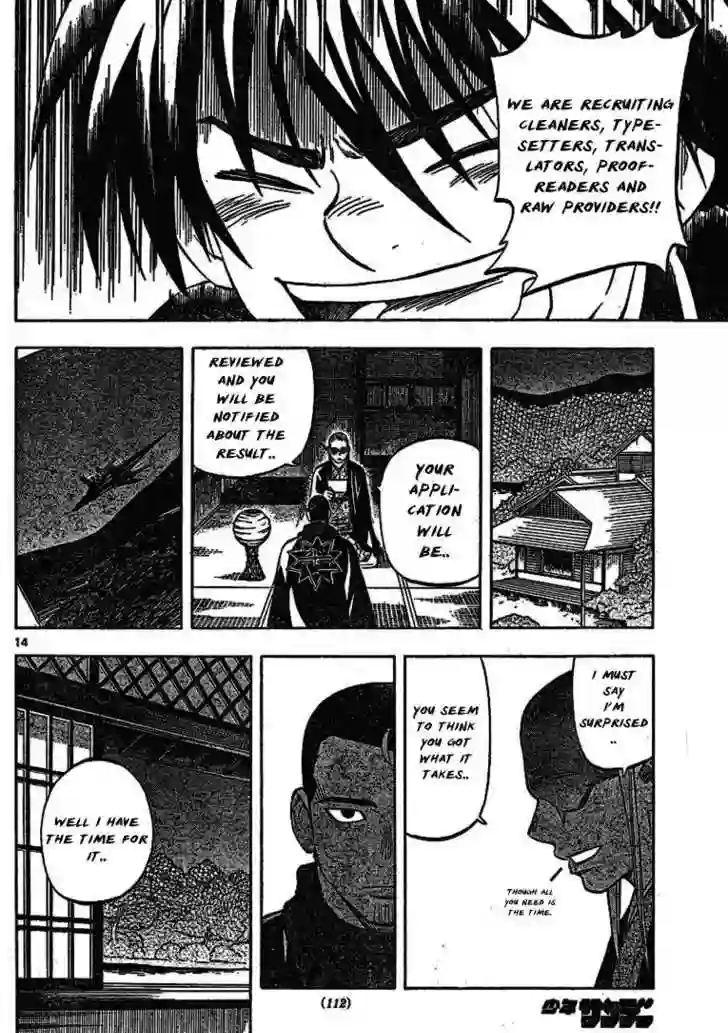 WE ARE RECRUITING
CLEANERS, TYPE-
SETTERS, TRANS-
LATORS, PROOF-
READERS AND
RAW PROVIDERS!!
YOUR
APPLI-
CATION
WILL
BE..
REVIEWED
AND YOU
WILL BE
NOTIFIED
ABOUT THE
RESULT..
14
I MUST
SAY
I'M
SURPRISED
..
THOUGH ALL
YOU NEED IS
THE TIME.
YOU SEEM
TO THINK
YOU GOT
WHAT IT
TAKES..
WELL I HAVE
THE TIME FOR
IT..
(112)